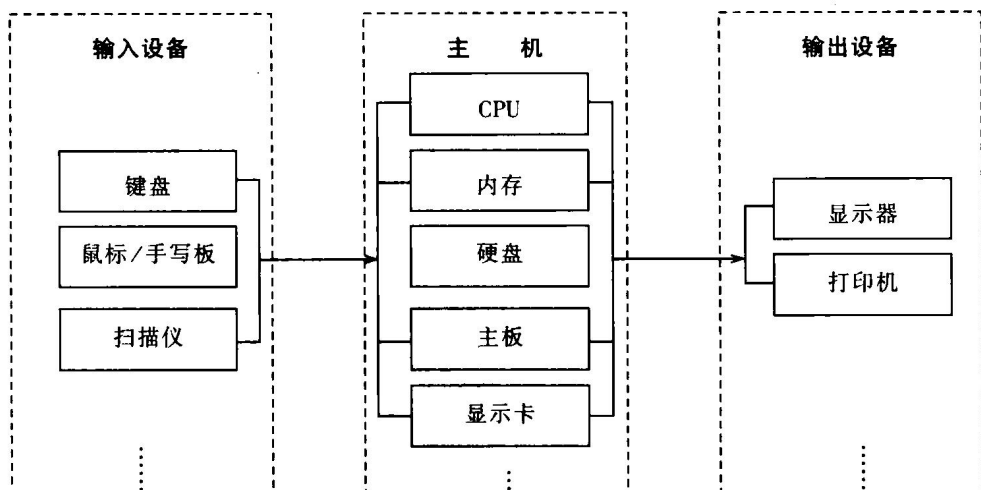 输入设备
键盘
鼠标/手写板
扫描仪
主 机
CPU
内存
硬盘
主板
显示卡
输出设备
显示器
打印机